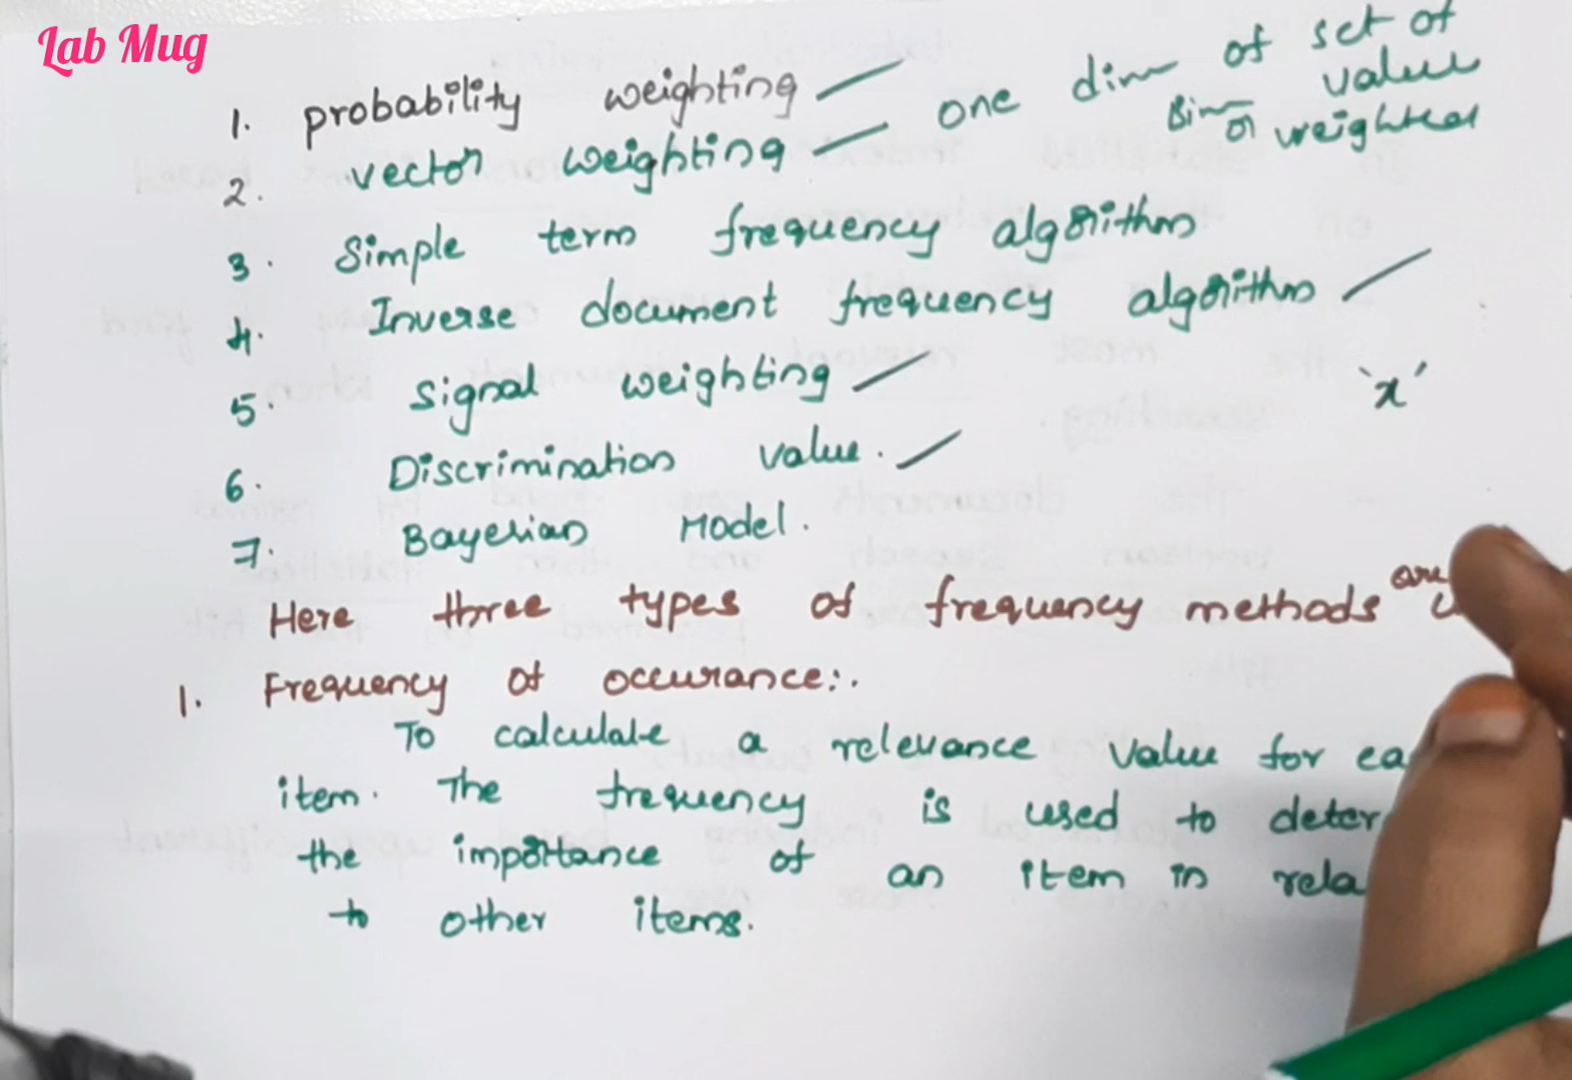 Lab Mug
1. probability weighting
one dim of set of value
Bin or weighted
2. vector weighting
3. Simple term frequency algorithm
4. Inverse document frequency algorithm
5. signal weighting
'x'
6. Discrimination value.
7. Bayesian Model.
Here three types of frequency methods are
1. Frequency of occurance:.
To calculate a relevance value for ea
item. The frequency is used to deter
the importance of an item in rela
to other items.